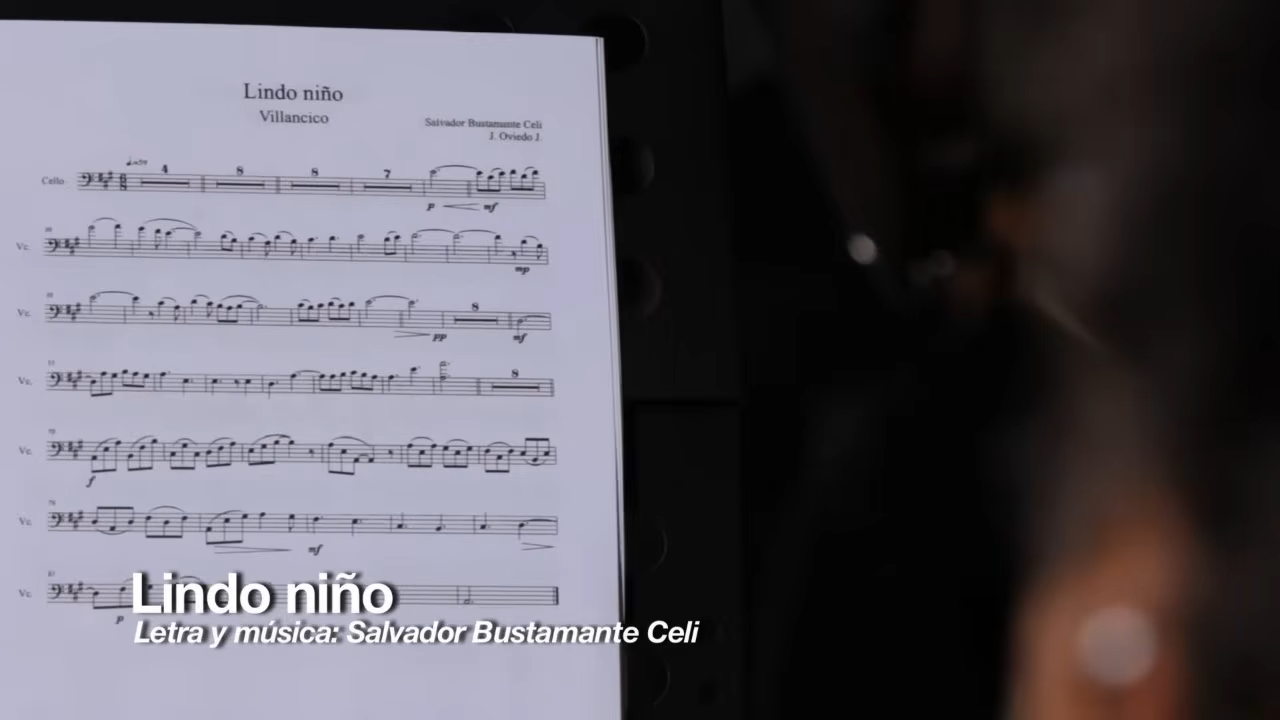 Lindo niño
Villancico
Salvador Bustamante Celi
J. Oviedo J.
4 8 8 7
Cello
p mf
Vc.
mp
Vc.
8
pp mf
Vc.
8
Vc.
f
Vc.
mf
Vc.
p
Lindo niño
Letra y música: Salvador Bustamante Celi